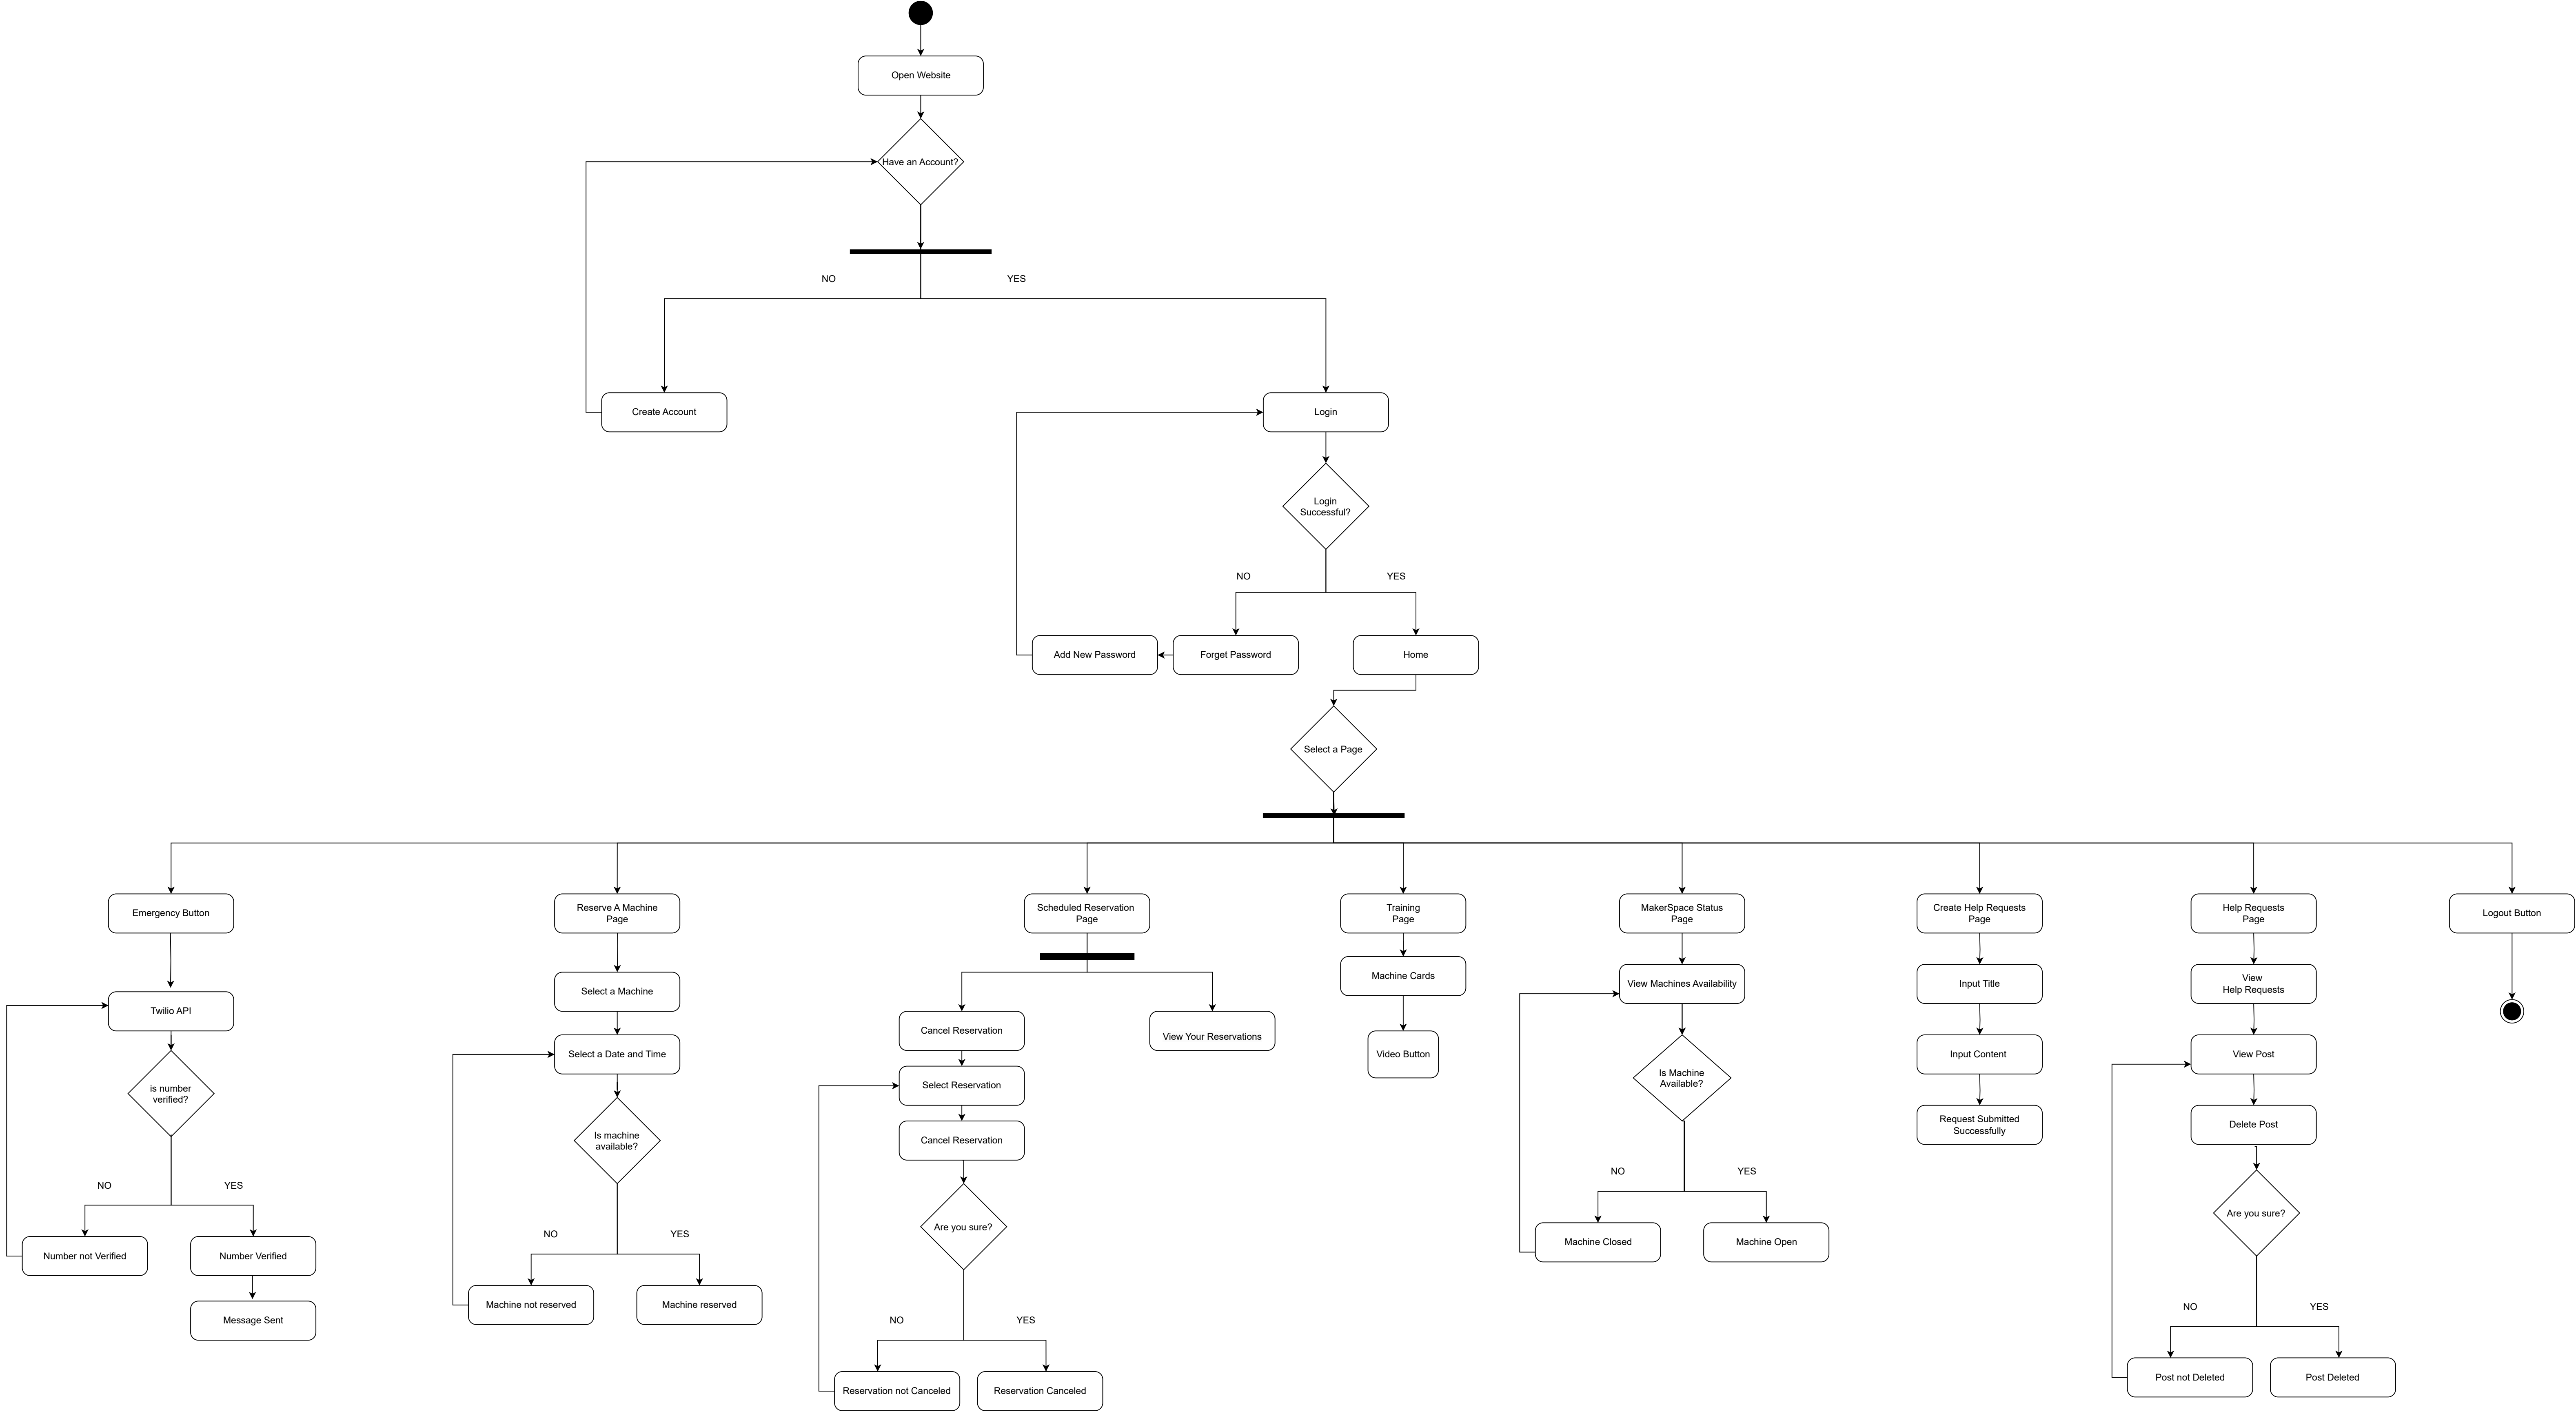 Open Website
Have an Account?
NO
YES
Create Account
Login
Login
Successful?
NO
YES
Add New Password
Forget Password
Home
Select a Page
Emergency Button
Reserve A Machine
Page
Scheduled Reservation
Page
Training
Page
MakerSpace Status
Page
Create Help Requests
Page
Help Requests
Page
Logout Button
Twilio API
is number
verified?
NO
YES
Number not Verified
Number Verified
Message Sent
Select a Machine
Select a Date and Time
Is machine
available?
NO
YES
Machine not reserved
Machine reserved
Cancel Reservation
View Your Reservations
Select Reservation
Cancel Reservation
Are you sure?
NO
YES
Reservation not Canceled
Reservation Canceled
Machine Cards
Video Button
View Machines Availability
Is Machine
Available?
NO
YES
Machine Closed
Machine Open
Input Title
Input Content
Request Submitted
Successfully
View
Help Requests
View Post
Delete Post
Are you sure?
NO
YES
Post not Deleted
Post Deleted